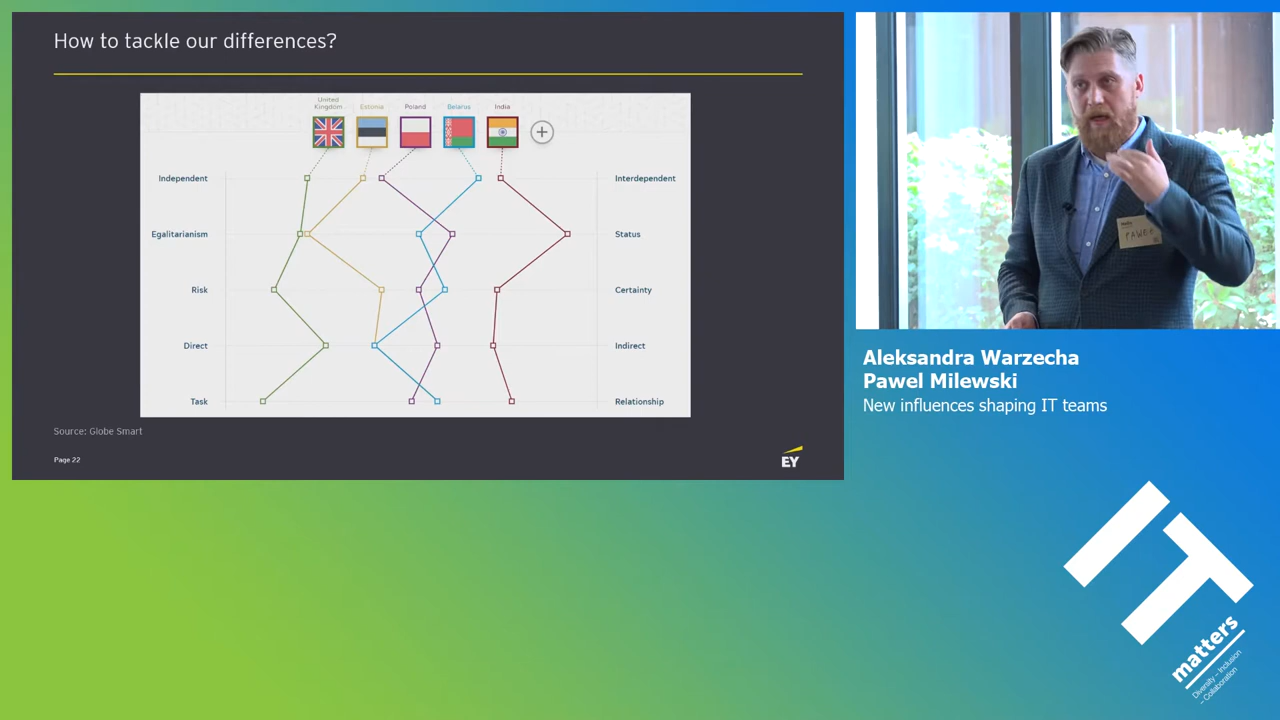 How to tackle our differences?
United
Kingdom
Estonia
Poland
Belarus
India
Independent
Interdependent
Egalitarianism
Status
Risk
Certainty
Direct
Indirect
Task
Relationship
Source: Globe Smart
Page 22
EY
PAWEŁ
Aleksandra Warzecha
Pawel Milewski
New influences shaping IT teams
IT
matters
Diversity – Inclusion
– Collaboration